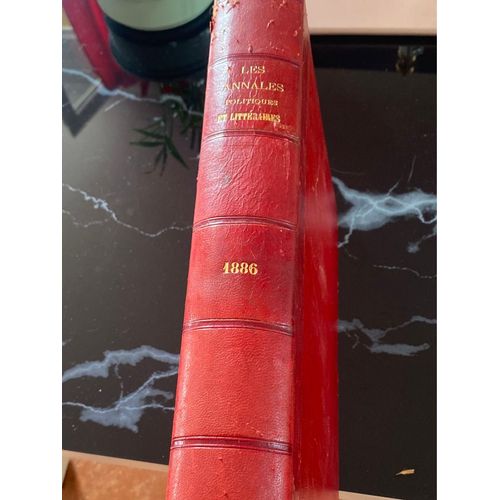 LES
ANNALES
POLITIQUES
ET LITTÉRAIRES
1886